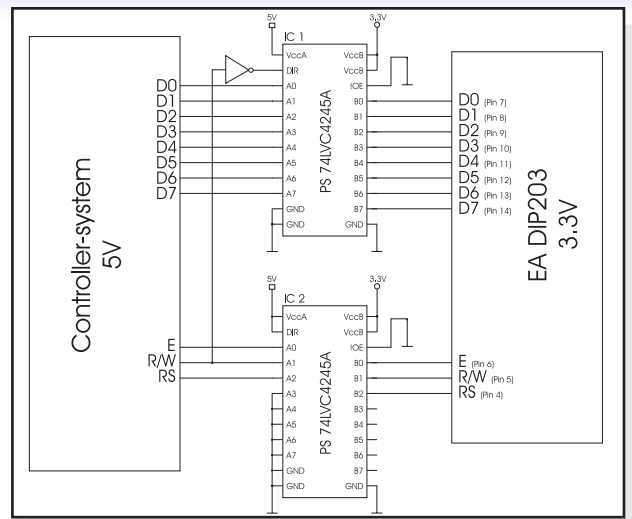 5V
3.3V
IC 1
VccA
VccB
DIR
VccB
!OE
D0
A0
D1
A1
B0
D0 (Pin 7)
D2
A2
B1
D1 (Pin 8)
D3
A3
B2
D2 (Pin 9)
D4
A4
B3
D3 (Pin 10)
D5
A5
B4
D4 (Pin 11)
D6
A6
B5
D5 (Pin 12)
D7
A7
B6
D6 (Pin 13)
GND
B7
D7 (Pin 14)
GND
GND
PS 74LVC4245A
Controller-system
5V
EA DIP203
3.3V
5V
3.3V
IC 2
VccA
VccB
DIR
VccB
E
A0
!OE
R/W
A1
B0
E (Pin 6)
RS
A2
B1
R/W (Pin 5)
A3
B2
RS (Pin 4)
A4
B3
A5
B4
A6
B5
A7
B6
GND
B7
GND
GND
PS 74LVC4245A